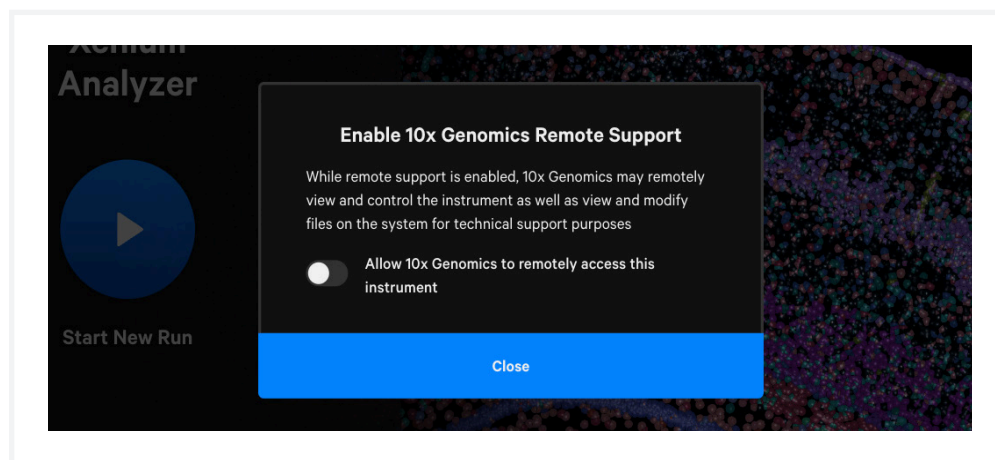 Xenium
Analyzer
Start New Run
Enable 10x Genomics Remote Support
While remote support is enabled, 10x Genomics may remotely
view and control the instrument as well as view and modify
files on the system for technical support purposes
Allow 10x Genomics to remotely access this
instrument
Close